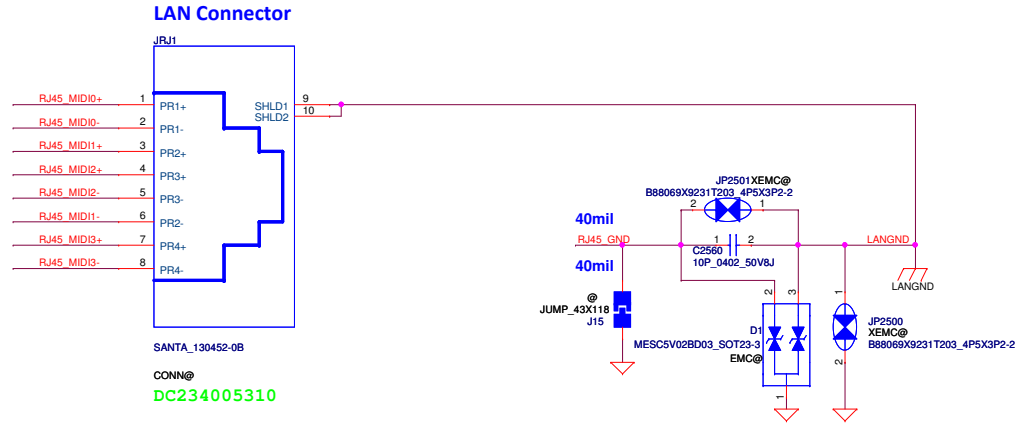 LAN Connector
JRJ1
RJ45_MIDI0+ 1 PR1+
RJ45_MIDI0- 2 PR1-
RJ45_MIDI1+ 3 PR2+
RJ45_MIDI2+ 4 PR3+
RJ45_MIDI2- 5 PR3-
RJ45_MIDI1- 6 PR2-
RJ45_MIDI3+ 7 PR4+
RJ45_MIDI3- 8 PR4-
SHLD1 9
SHLD2 10
SANTA_130452-0B
CONN@
DC234005310
JP2501XEMC@
B88069X9231T203_4P5X3P2-2
2 1
40mil
RJ45_GND
40mil
1 2
C2560
10P_0402_50V8J
LANGND
LANGND
@
JUMP_43X118
J15
2 3
D1
MESC5V02BD03_SOT23-3
EMC@
1
1
JP2500
XEMC@
B88069X9231T203_4P5X3P2-2
2